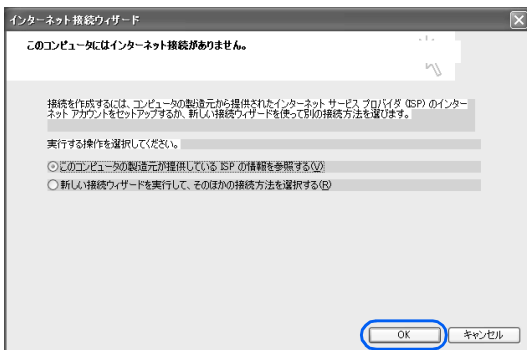 インターネット接続ウィザード
このコンピュータにはインターネット接続がありません。
接続を作成するには、コンピュータの製造元から提供されたインターネット サービス プロバイダ (ISP) のインター
ネット アカウントをセットアップするか、新しい接続ウィザードを使って別の接続方法を選びます。
実行する操作を選択してください。
このコンピュータの製造元が提供している ISP の情報を参照する(V)
新しい接続ウィザードを実行して、そのほかの接続方法を選択する(R)
OK キャンセル